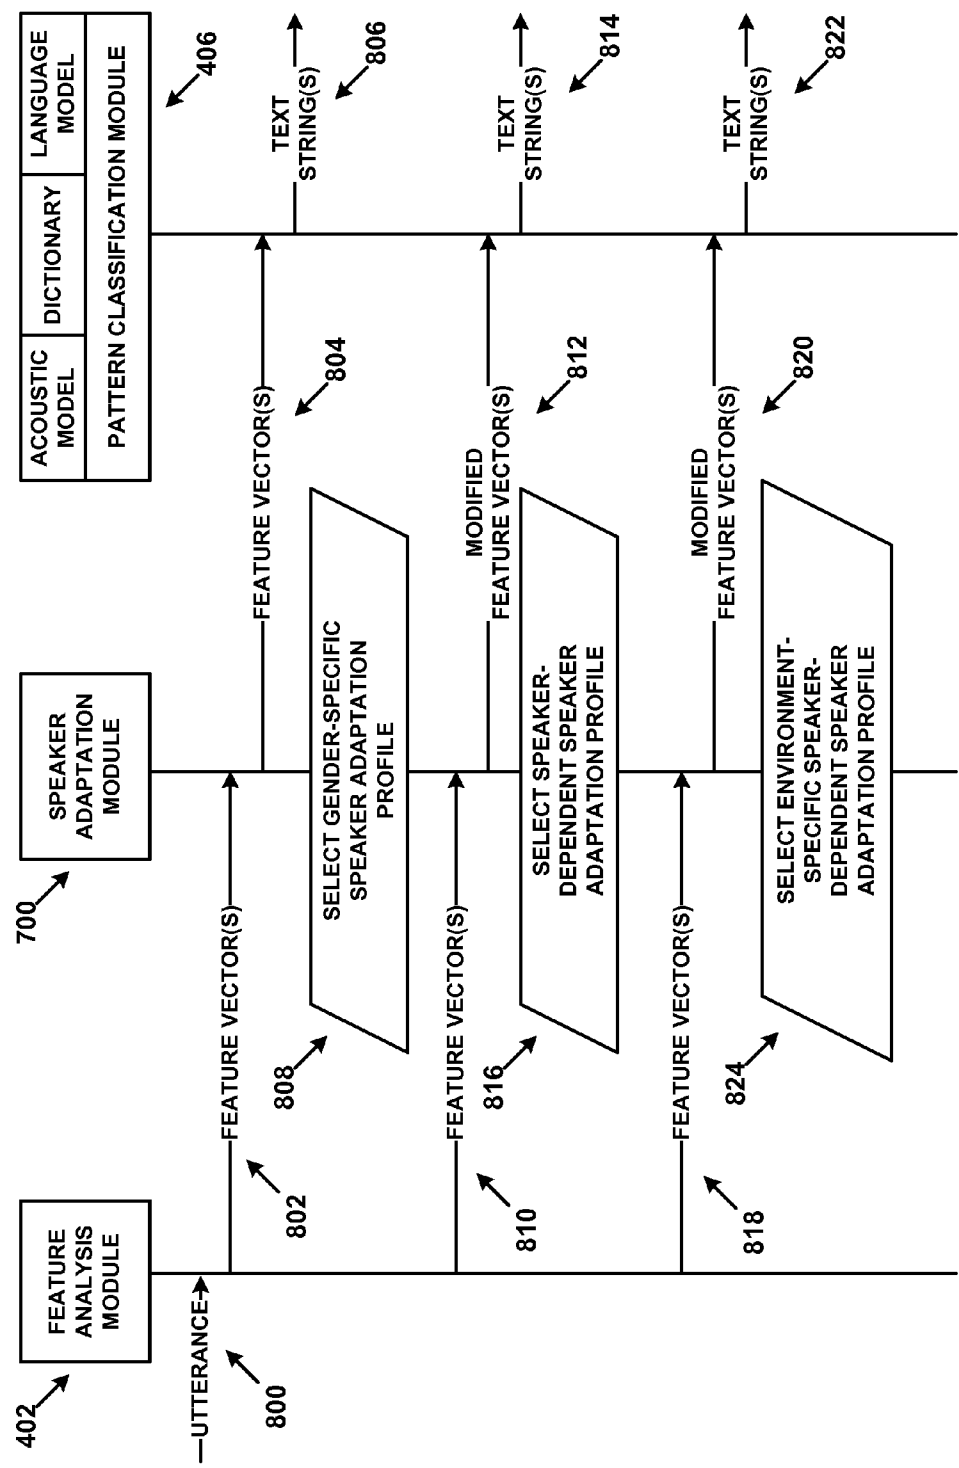 402
FEATURE
ANALYSIS
MODULE
700
SPEAKER
ADAPTATION
MODULE
ACOUSTIC
MODEL
DICTIONARY
LANGUAGE
MODEL
PATTERN CLASSIFICATION MODULE
406
UTTERANCE
800
FEATURE VECTOR(S)
802
FEATURE VECTOR(S)
804
TEXT
STRING(S)
806
808
SELECT GENDER-SPECIFIC
SPEAKER ADAPTATION
PROFILE
FEATURE VECTOR(S)
810
MODIFIED
FEATURE VECTOR(S)
812
TEXT
STRING(S)
814
816
SELECT SPEAKER-
DEPENDENT SPEAKER
ADAPTATION PROFILE
FEATURE VECTOR(S)
818
MODIFIED
FEATURE VECTOR(S)
820
TEXT
STRING(S)
822
824
SELECT ENVIRONMENT-
SPECIFIC SPEAKER-
DEPENDENT SPEAKER
ADAPTATION PROFILE